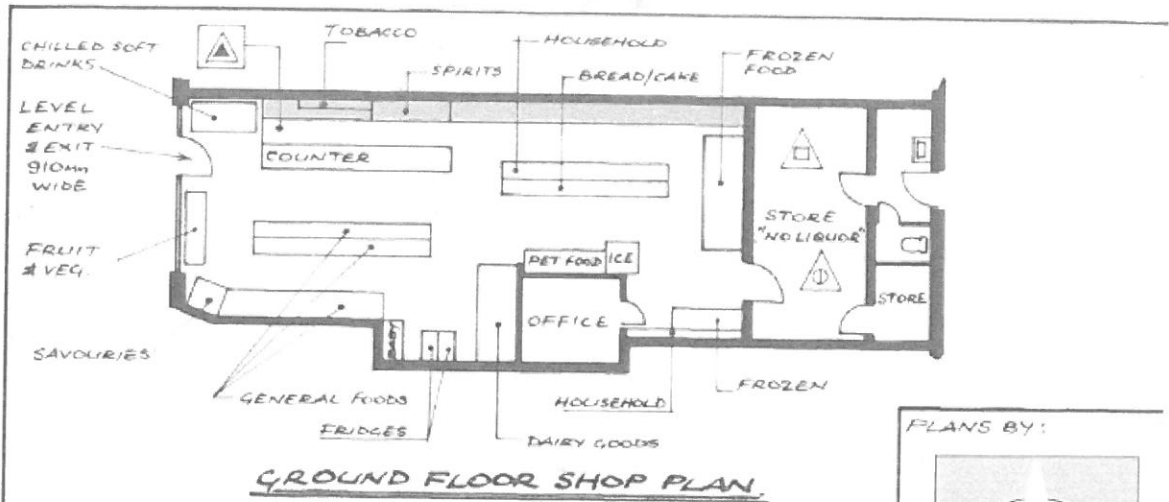 CHILLED SOFT
DRINKS
TOBACCO
SPIRITS
HOUSEHOLD
BREAD/CAKE
FROZEN
FOOD
LEVEL
ENTRY
& EXIT
910mm
WIDE
COUNTER
STORE
"NO LIQUOR"
FRUIT
& VEG.
PET FOOD
ICE
OFFICE
STORE
SAVOURIES
GENERAL FOODS
FRIDGES
DAIRY GOODS
HOUSEHOLD
FROZEN
GROUND FLOOR SHOP PLAN.
PLANS BY: